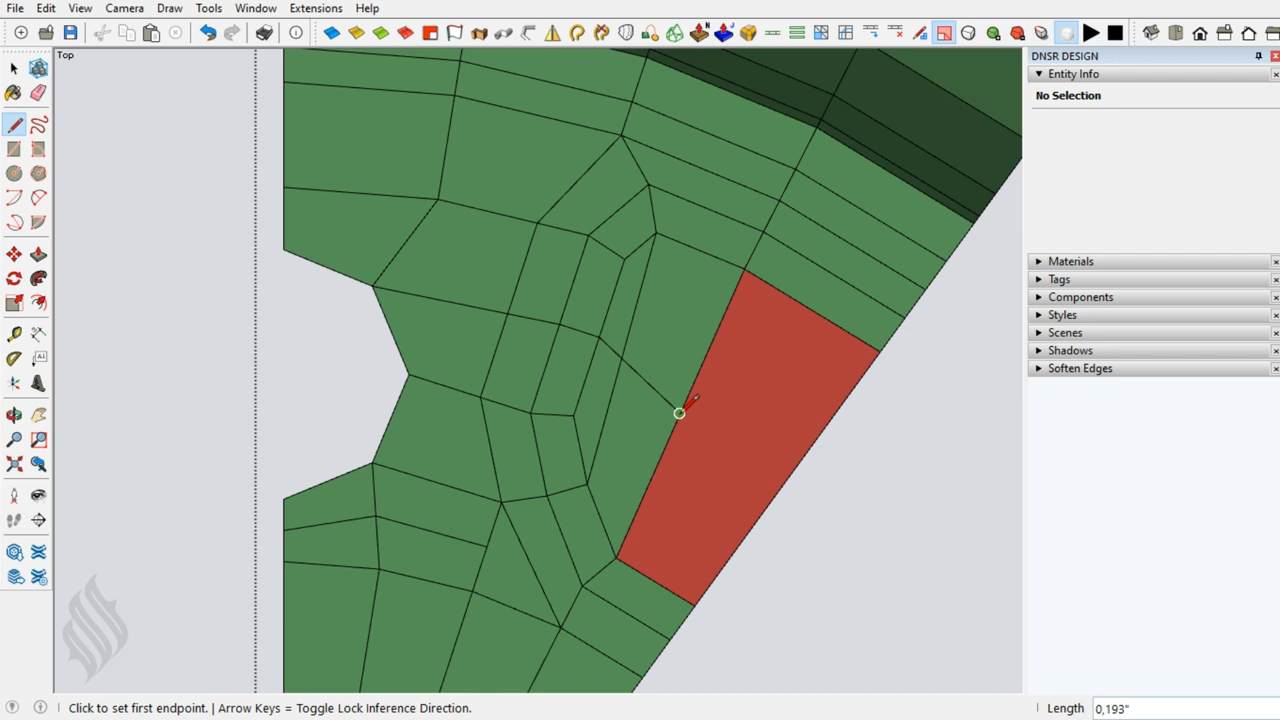 File Edit View Camera Draw Tools Window Extensions Help
Top
DNSR DESIGN
Entity Info
No Selection
Materials
Tags
Components
Styles
Scenes
Shadows
Soften Edges
Click to set first endpoint. | Arrow Keys = Toggle Lock Inference Direction.
Length 0,193"